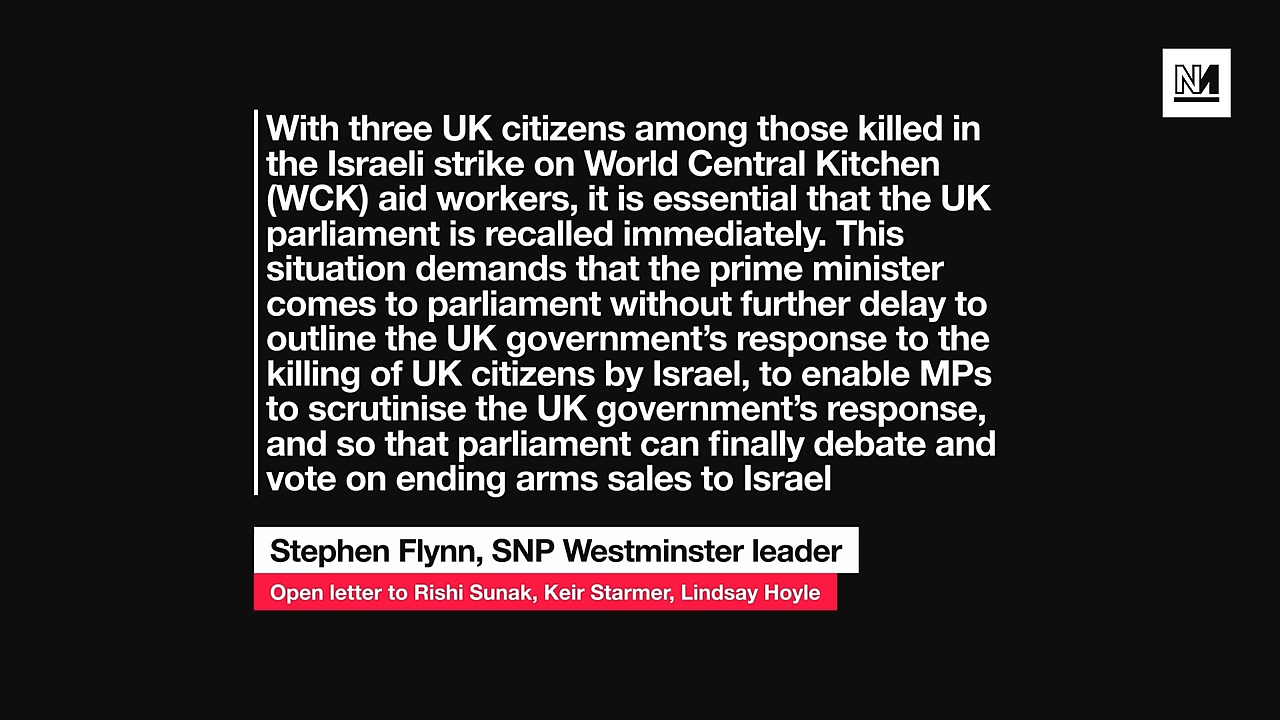 With three UK citizens among those killed in
the Israeli strike on World Central Kitchen
(WCK) aid workers, it is essential that the UK
parliament is recalled immediately. This
situation demands that the prime minister
comes to parliament without further delay to
outline the UK government’s response to the
killing of UK citizens by Israel, to enable MPs
to scrutinise the UK government’s response,
and so that parliament can finally debate and
vote on ending arms sales to Israel
Stephen Flynn, SNP Westminster leader
Open letter to Rishi Sunak, Keir Starmer, Lindsay Hoyle